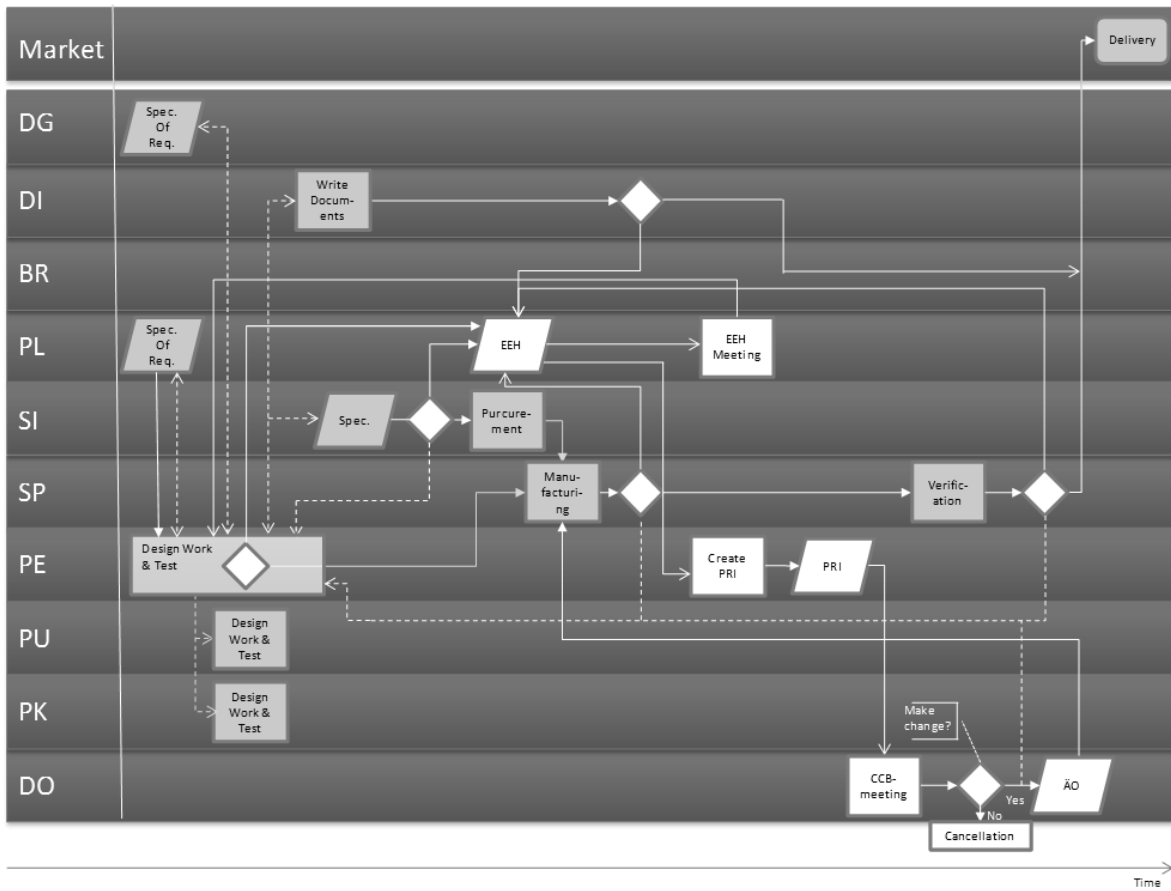 Market
Delivery
DG
Spec.
Of
Req.
DI
Write
Docum-
ents
BR
PL
Spec.
Of
Req.
EEH
EEH
Meeting
SI
Spec.
Purcure-
ment
SP
Manu-
facturi-
ng
Verific-
ation
PE
Design Work
& Test
Create
PRI
PRI
PU
Design
Work &
Test
PK
Design
Work &
Test
Make
change?
DO
CCB-
meeting
Yes
ÄO
No
Cancellation
Time